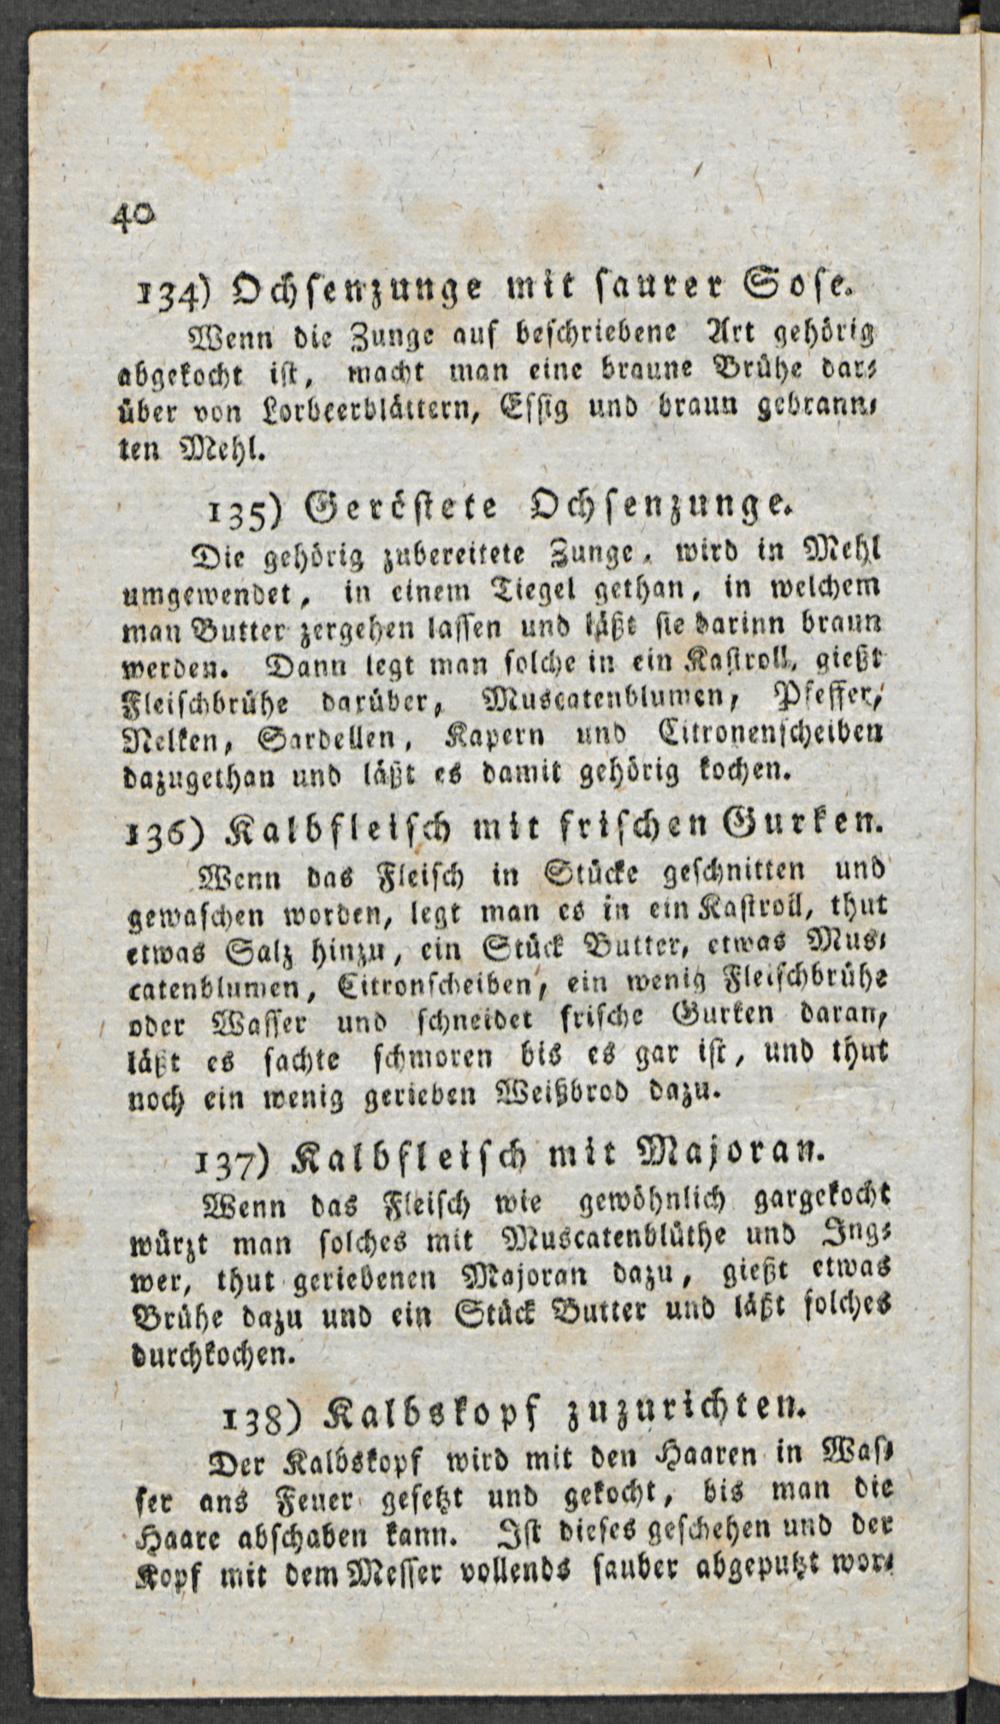 40
134) Ochsenzunge mit saurer Sose.
Wenn die Zunge auf beschriebene Art gehörig
abgekocht ist, macht man eine braune Brühe dar-
über von Lorbeerblättern, Essig und braun gebrann-
ten Mehl.
135) Geröstete Ochsenzunge.
Die gehörig zubereitete Zunge, wird in Mehl
umgewendet, in einem Tiegel gethan, in welchem
man Butter zergehen lassen und läßt sie darinn braun
werden. Dann legt man solche in ein Kastroll, gießt
Fleischbrühe darüber, Muscatenblumen, Pfeffer,
Nelken, Sardellen, Kapern und Citronenscheiben
dazugethan und läßt es damit gehörig kochen.
136) Kalbfleisch mit frischen Gurken.
Wenn das Fleisch in Stücke geschnitten und
gewaschen worden, legt man es in ein Kastroll, thut
etwas Salz hinzu, ein Stück Butter, etwas Mus-
catenblumen, Citronscheiben, ein wenig Fleischbrühe
oder Wasser und schneidet frische Gurken daran,
läßt es sachte schmoren bis es gar ist, und thut
noch ein wenig gerieben Weißbrod dazu.
137) Kalbfleisch mit Majoran.
Wenn das Fleisch wie gewöhnlich gargekocht
würzt man solches mit Muscatenblüthe und Ing-
wer, thut geriebenen Majoran dazu, gießt etwas
Brühe dazu und ein Stück Butter und läßt solches
durchkochen.
138) Kalbskopf zuzurichten.
Der Kalbskopf wird mit den Haaren in Was-
ser ans Feuer gesetzt und gekocht, bis man die
Haare abschaben kann. Ist dieses geschehen und der
Kopf mit dem Messer vollends sauber abgeputzt wor-